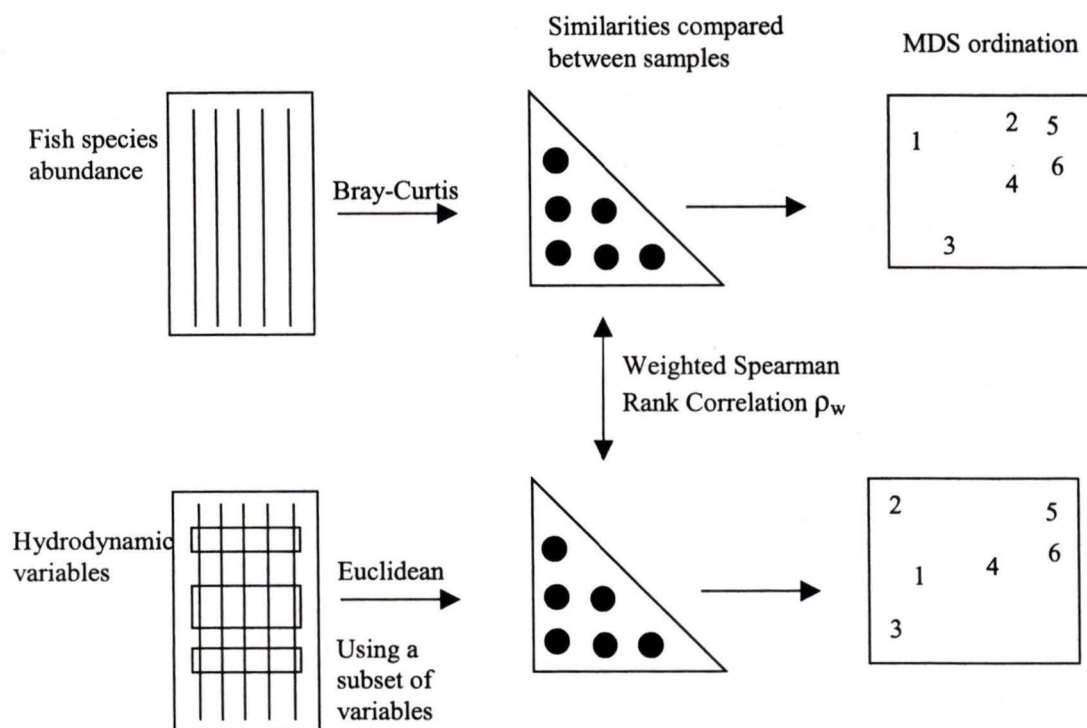 Similarities compared
between samples
MDS ordination
Fish species
abundance
Bray-Curtis
1
2
5
4
6
3
Weighted Spearman
Rank Correlation ρw
Hydrodynamic
variables
Euclidean
Using a
subset of
variables
2
5
1
4
6
3